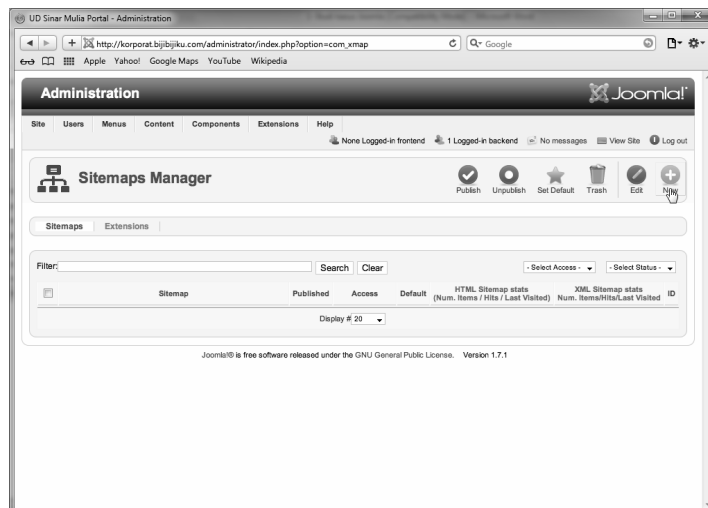 UD Sinar Mulia Portal - Administration
http://korporat.bijibijiku.com/administrator/index.php?option=com_xmap
Google
Apple Yahoo! Google Maps YouTube Wikipedia
Administration
Joomla!
Site Users Menus Content Components Extensions Help
None Logged-in frontend 1 Logged-in backend No messages View Site Log out
Sitemaps Manager
Publish Unpublish Set Default Trash Edit New
Sitemaps Extensions
Filter: Search Clear - Select Access - - Select Status -
Sitemap Published Access Default HTML Sitemap stats (Num. Items / Hits / Last Visited) XML Sitemap stats Num. Items/Hits/Last Visited ID
Display # 20
Joomla!® is free software released under the GNU General Public License. Version 1.7.1